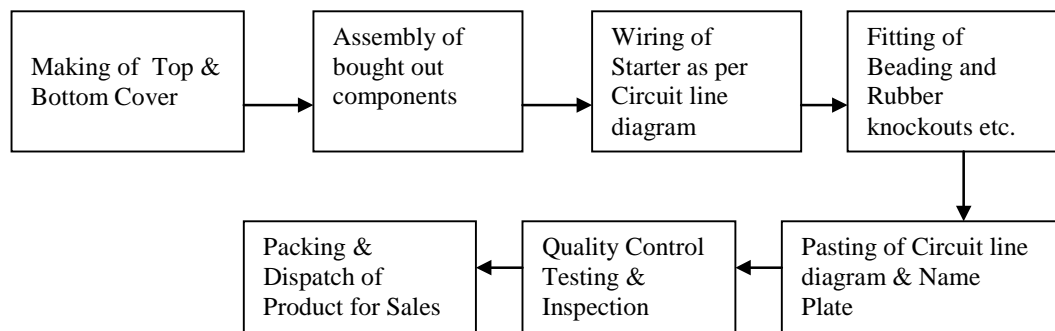 Making of Top &
Bottom Cover
Assembly of
bought out
components
Wiring of
Starter as per
Circuit line
diagram
Fitting of
Beading and
Rubber
knockouts etc.
Pasting of Circuit line
diagram & Name
Plate
Quality Control
Testing &
Inspection
Packing &
Dispatch of
Product for Sales